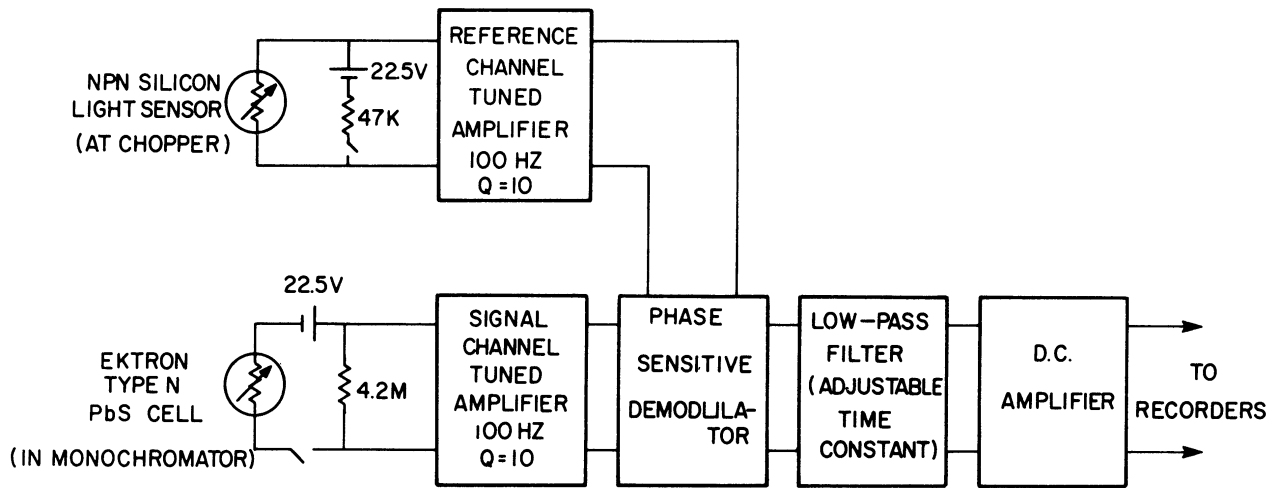 NPN SILICON
LIGHT SENSOR
(AT CHOPPER)
22.5V
47K
REFERENCE
CHANNEL
TUNED
AMPLIFIER
100 HZ
Q = 10
22.5V
EKTRON
TYPE N
PbS CELL
(IN MONOCHROMATOR)
4.2M
SIGNAL
CHANNEL
TUNED
AMPLIFIER
100 HZ
Q = 10
PHASE
SENSITIVE
DEMODULA-
TOR
LOW-PASS
FILTER
(ADJUSTABLE
TIME
CONSTANT)
D.C.
AMPLIFIER
TO
RECORDERS